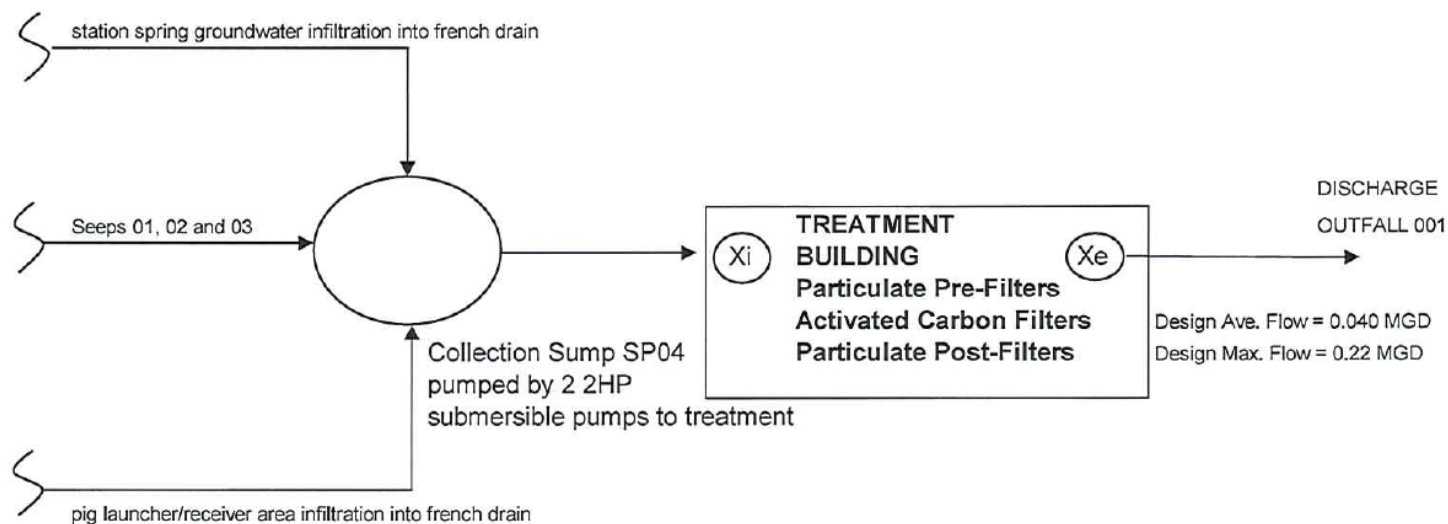 station spring groundwater infiltration into french drain
Seeps 01, 02 and 03
Collection Sump SP04
pumped by 2 2HP
submersible pumps to treatment
pig launcher/receiver area infiltration into french drain
Xi
TREATMENT
BUILDING
Particulate Pre-Filters
Activated Carbon Filters
Particulate Post-Filters
Xe
DISCHARGE
OUTFALL 001
Design Ave. Flow = 0.040 MGD
Design Max. Flow = 0.22 MGD